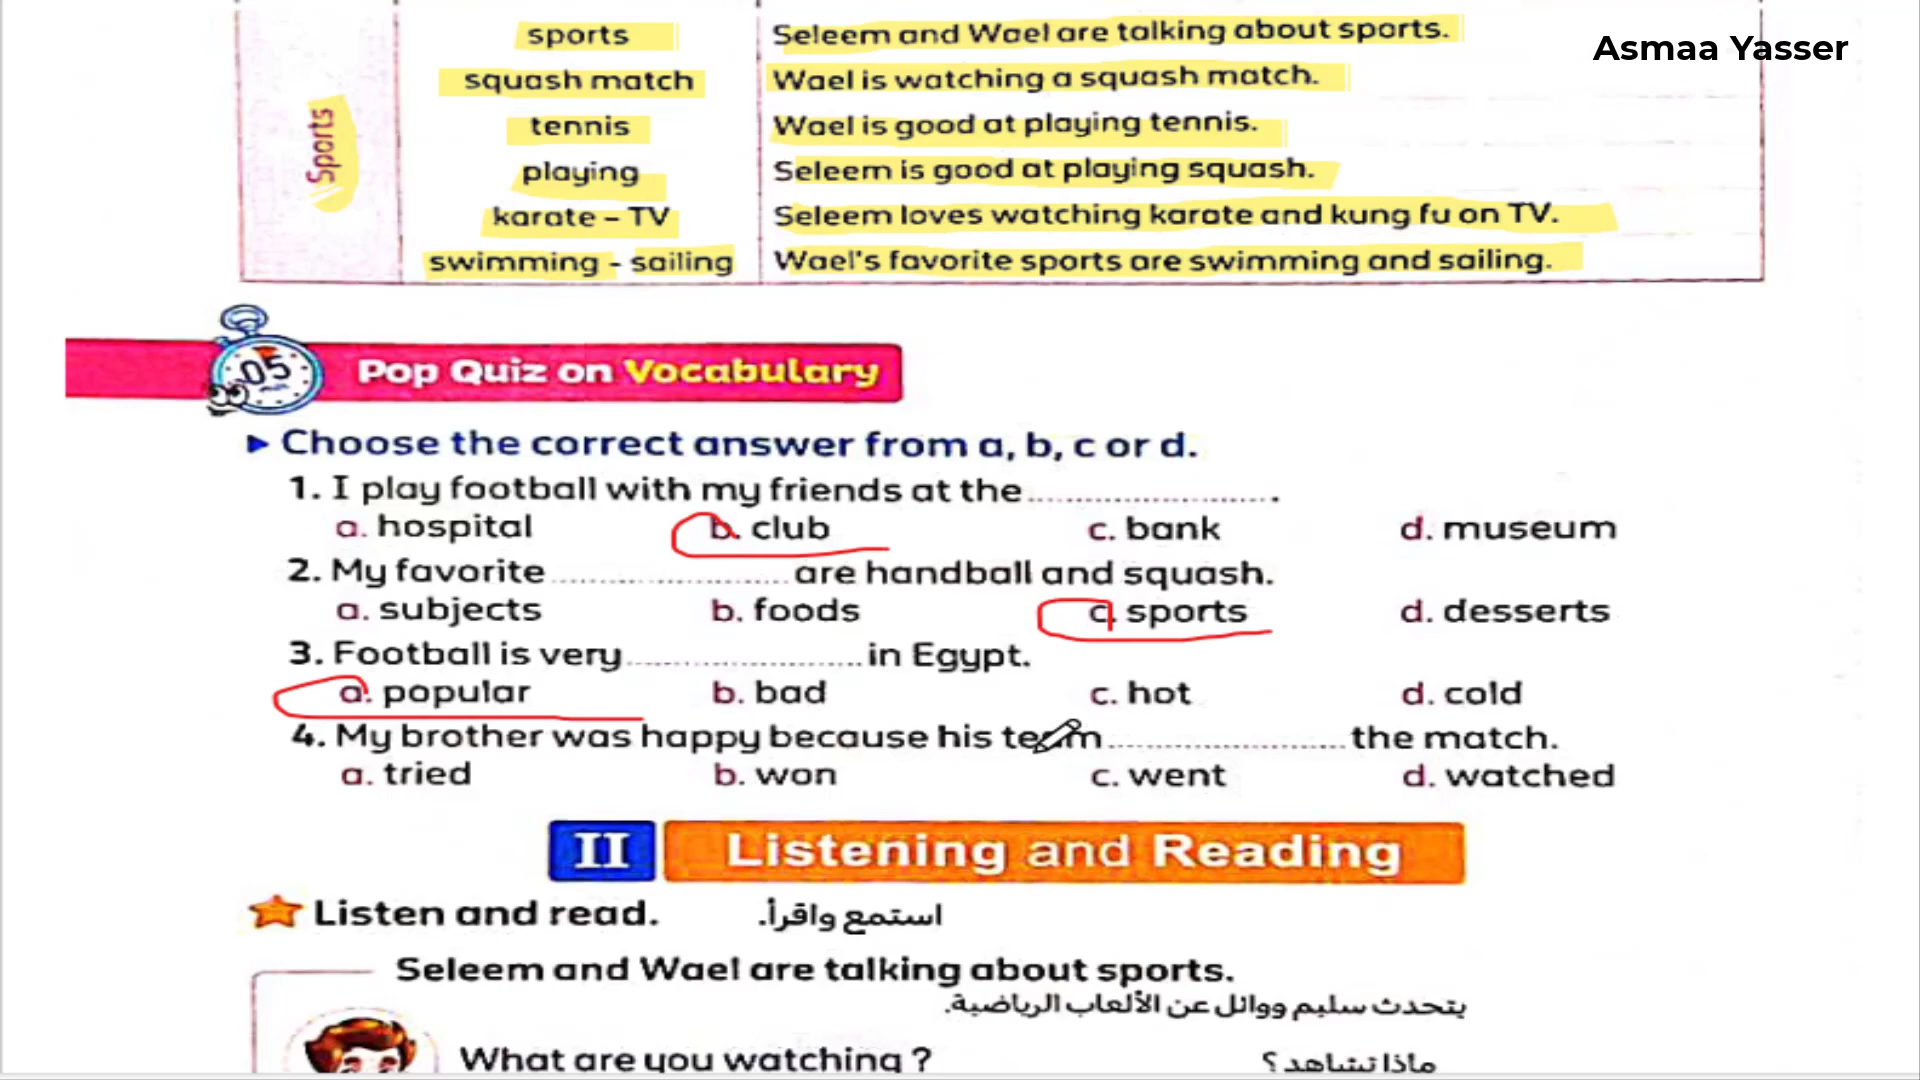 Asmaa Yasser
Sports
sports Seleem and Wael are talking about sports.
squash match Wael is watching a squash match.
tennis Wael is good at playing tennis.
playing Seleem is good at playing squash.
karate – TV Seleem loves watching karate and kung fu on TV.
swimming - sailing Wael's favorite sports are swimming and sailing.
05
Pop Quiz on Vocabulary
Choose the correct answer from a, b, c or d.
1. I play football with my friends at the .......................... .
a. hospital b. club c. bank d. museum
2. My favorite .......................... are handball and squash.
a. subjects b. foods c. sports d. desserts
3. Football is very .......................... in Egypt.
a. popular b. bad c. hot d. cold
4. My brother was happy because his team .......................... the match.
a. tried b. won c. went d. watched
II Listening and Reading
Listen and read. استمع واقرأ.
Seleem and Wael are talking about sports.
يتحدث سليم ووائل عن الألعاب الرياضية.
What are you watching ? ماذا تشاهد ؟